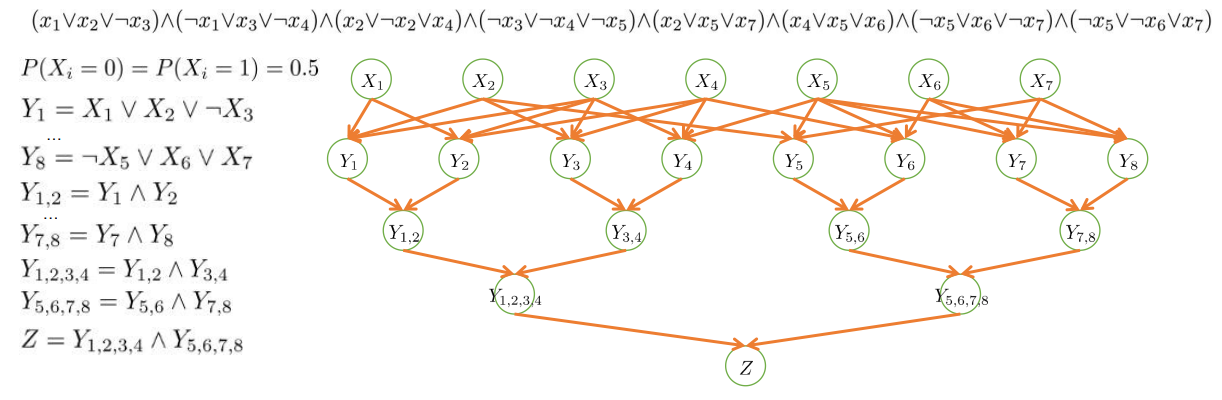 (x₁∨x₂∨¬x₃)∧(¬x₁∨x₃∨¬x₄)∧(x₂∨¬x₂∨x₄)∧(¬x₃∨¬x₄∨¬x₅)∧(x₂∨x₅∨x₇)∧(x₄∨x₅∨x₆)∧(¬x₅∨x₆∨¬x₇)∧(¬x₅∨¬x₆∨x₇)
P(Xᵢ = 0) = P(Xᵢ = 1) = 0.5
Y₁ = X₁ ∨ X₂ ∨ ¬X₃
...
Y₈ = ¬X₅ ∨ X₆ ∨ X₇
Y₁,₂ = Y₁ ∧ Y₂
...
Y₇,₈ = Y₇ ∧ Y₈
Y₁,₂,₃,₄ = Y₁,₂ ∧ Y₃,₄
Y₅,₆,₇,₈ = Y₅,₆ ∧ Y₇,₈
Z = Y₁,₂,₃,₄ ∧ Y₅,₆,₇,₈
X₁ X₂ X₃ X₄ X₅ X₆ X₇
Y₁ Y₂ Y₃ Y₄ Y₅ Y₆ Y₇ Y₈
Y₁,₂ Y₃,₄ Y₅,₆ Y₇,₈
Y₁,₂,₃,₄ Y₅,₆,₇,₈
Z